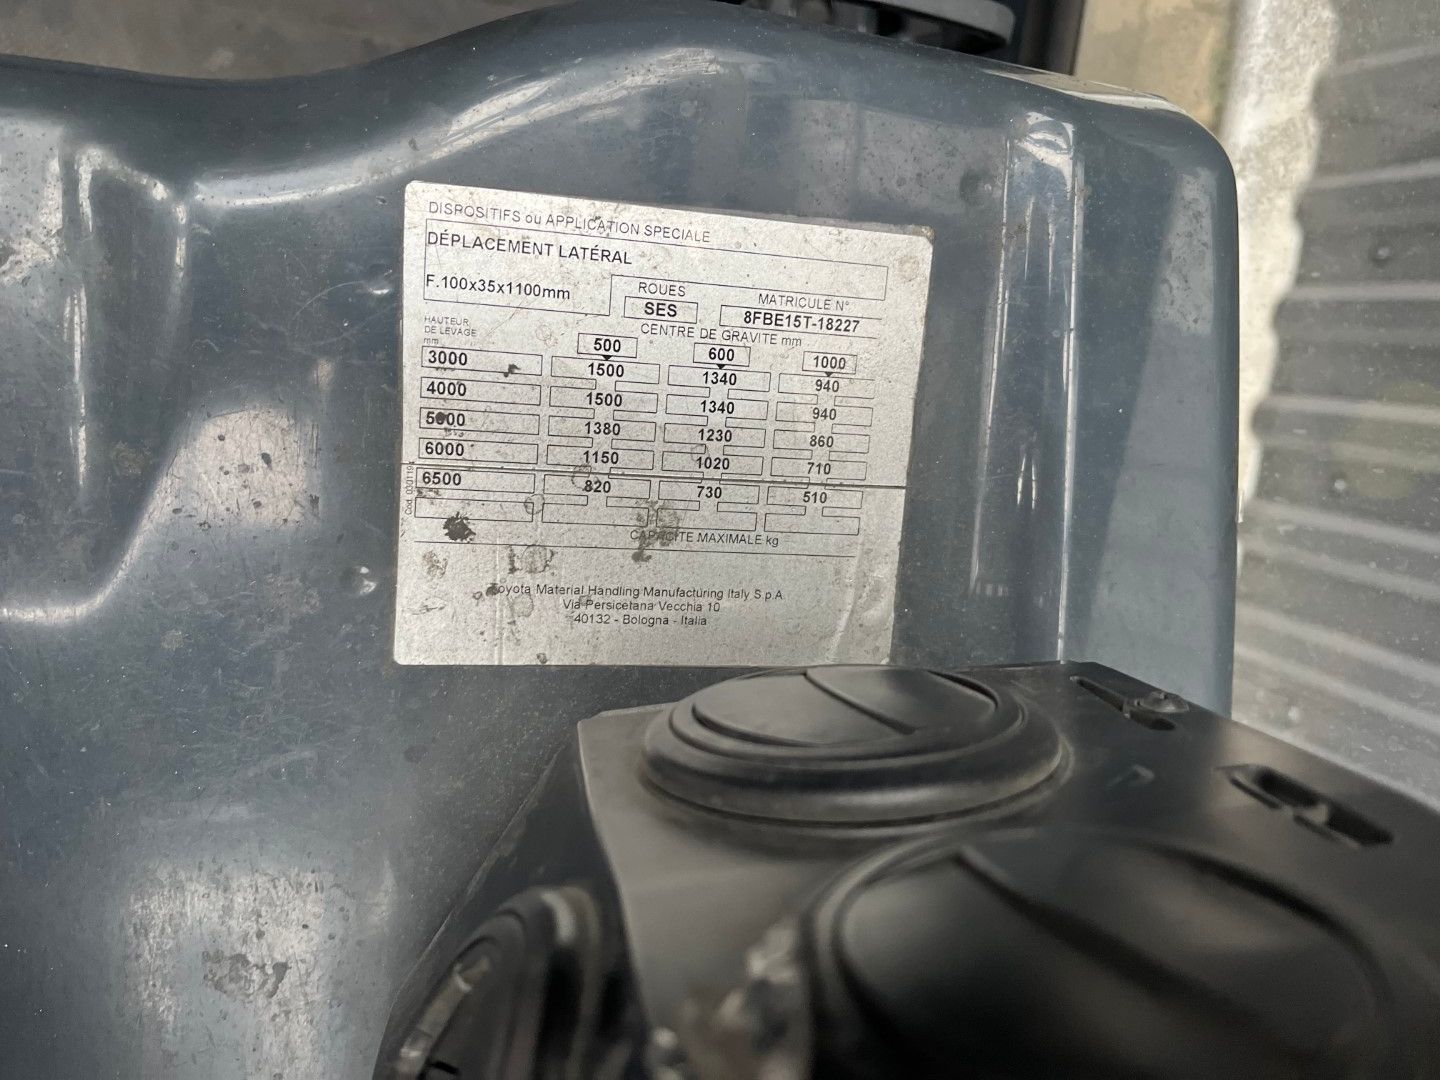 DISPOSITIFS ou APPLICATION SPECIALE
DÉPLACEMENT LATÉRAL
F.100x35x1100mm
ROUES
SES
MATRICULE N°
8FBE15T-18227
HAUTEUR
DE LEVAGE
mm
CENTRE DE GRAVITE mm
500 600 1000
3000 1500 1340 940
4000 1500 1340 940
5000 1380 1230 860
6000 1150 1020 710
6500 820 730 510
CAPACITE MAXIMALE kg
Toyota Material Handling Manufacturing Italy S.p.A.
Via Persicetana Vecchia 10
40132 - Bologna - Italia